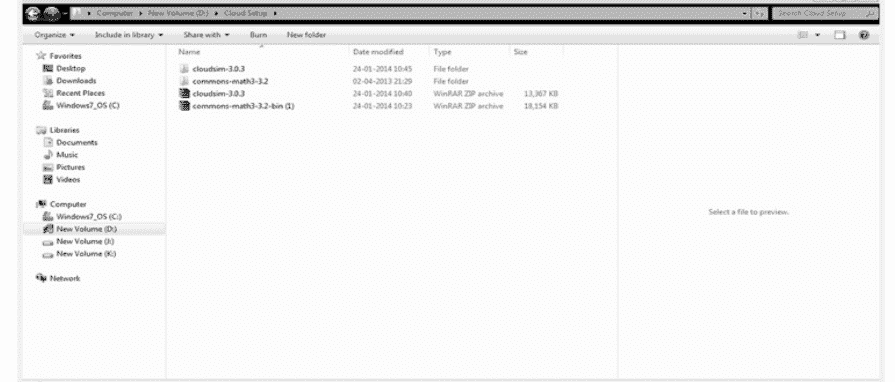 Computer ▸ New Volume (D:) ▸ Cloud Setup ▸ Search Cloud Setup
Organize Include in library Share with Burn New folder
Name Date modified Type Size
Favorites
Desktop
Downloads
Recent Places
Windows7_OS (C)
Libraries
Documents
Music
Pictures
Videos
Computer
Windows7_OS (C:)
New Volume (D:)
New Volume (J:)
New Volume (K:)
Network
cloudsim-3.0.3 24-01-2014 10:45 File folder
commons-math3-3.2 02-04-2013 21:29 File folder
cloudsim-3.0.3 24-01-2014 10:40 WinRAR ZIP archive 13,367 KB
commons-math3-3.2-bin (1) 24-01-2014 10:23 WinRAR ZIP archive 18,154 KB
Select a file to preview.